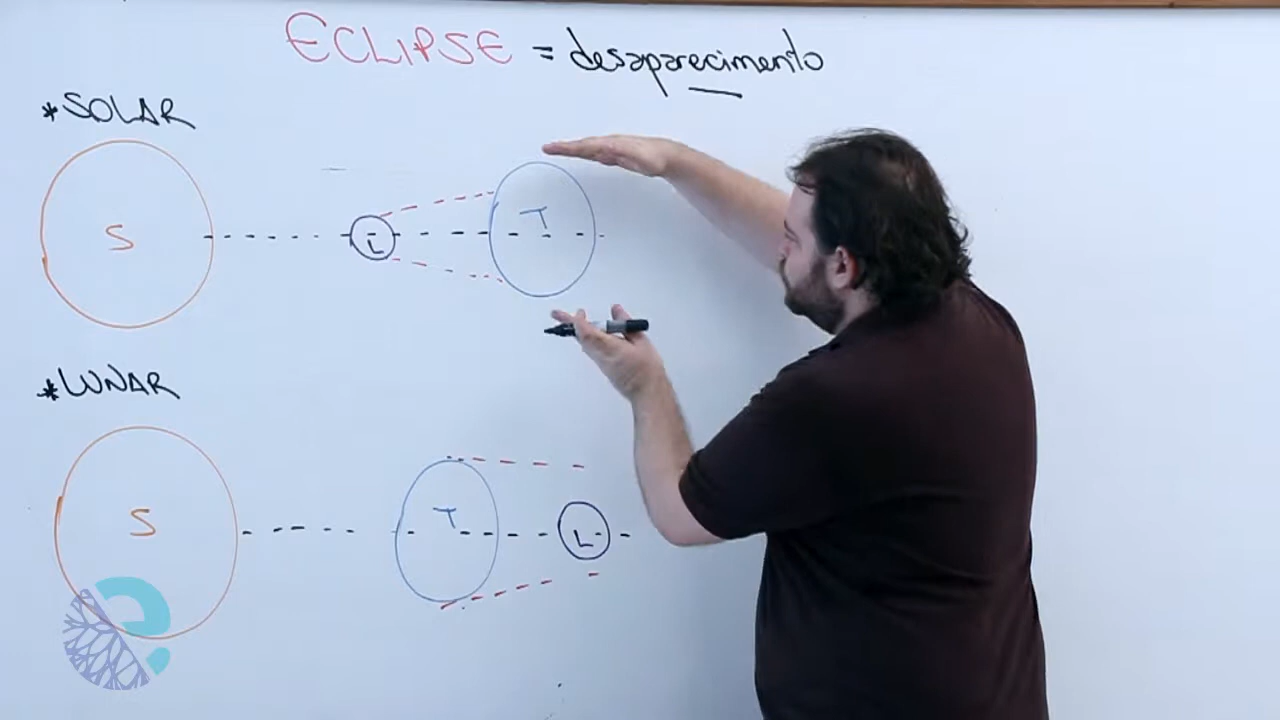 ECLIPSE = desaparecimento
*SOLAR
S L T
*LUNAR
S T L